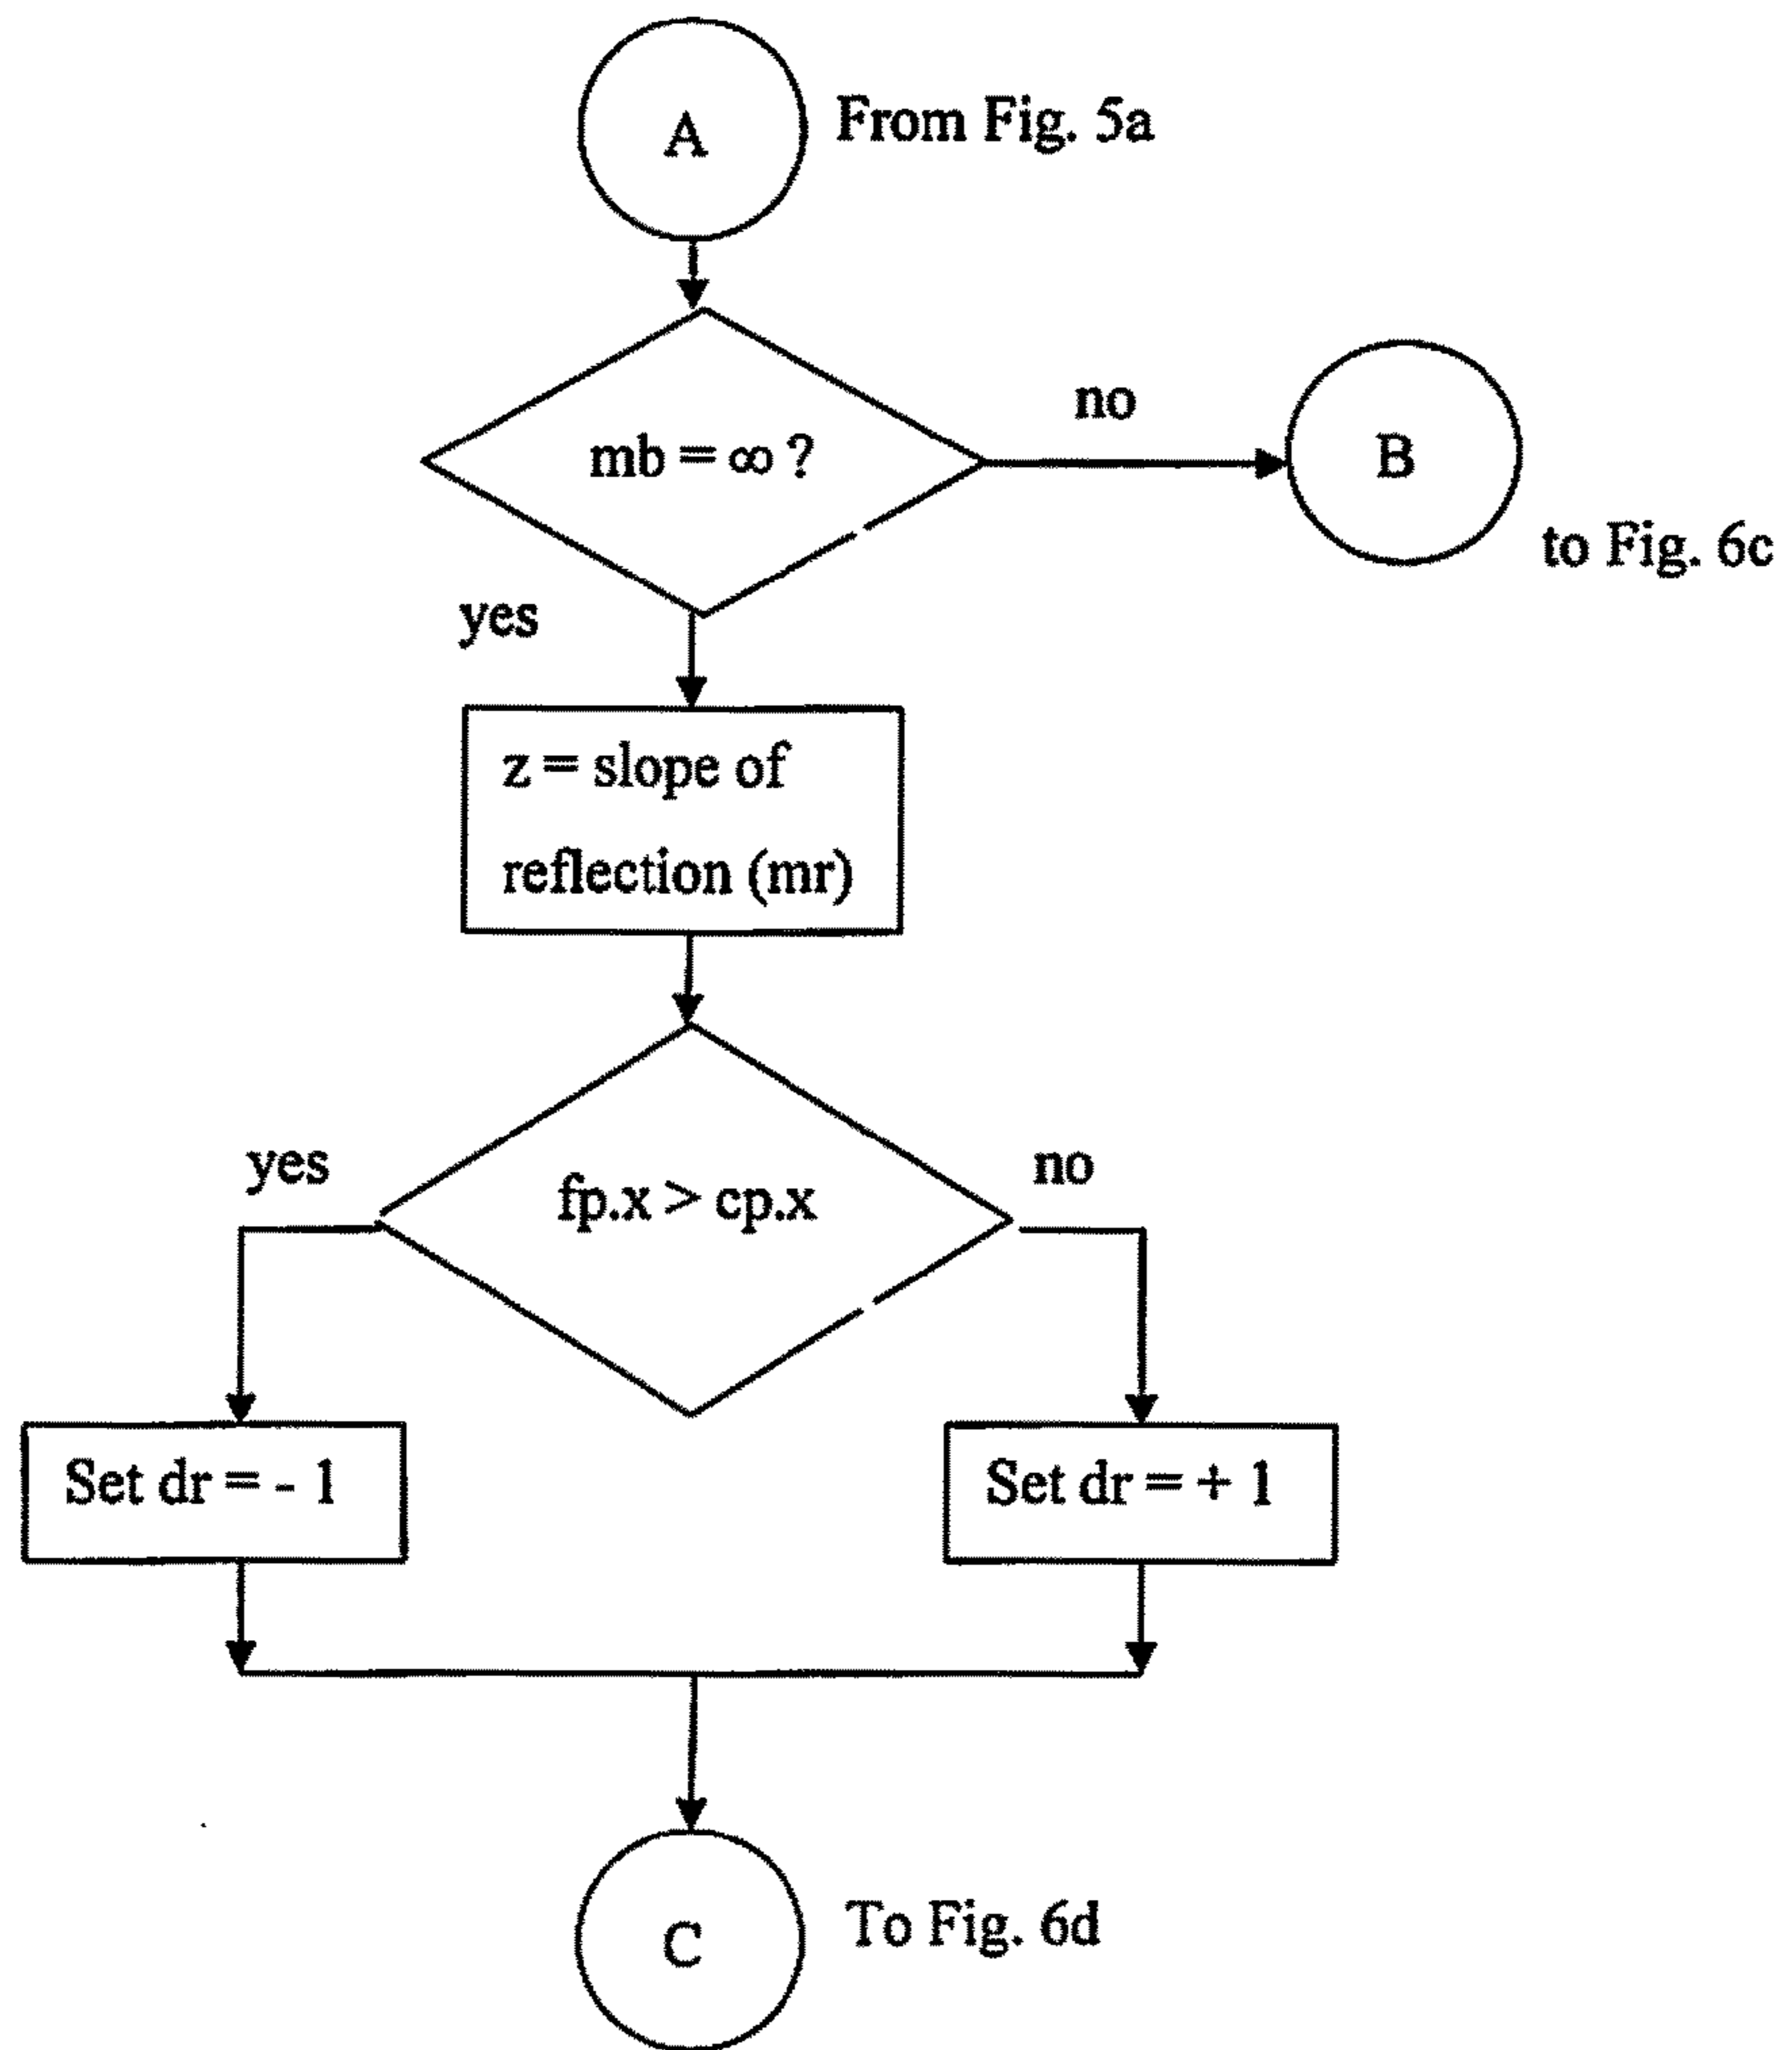 A
From Fig. 5a
mb = ∞ ?
no
B
to Fig. 6c
yes
z = slope of
reflection (mr)
yes
fp.x > cp.x
no
Set dr = - 1
Set dr = + 1
C
To Fig. 6d